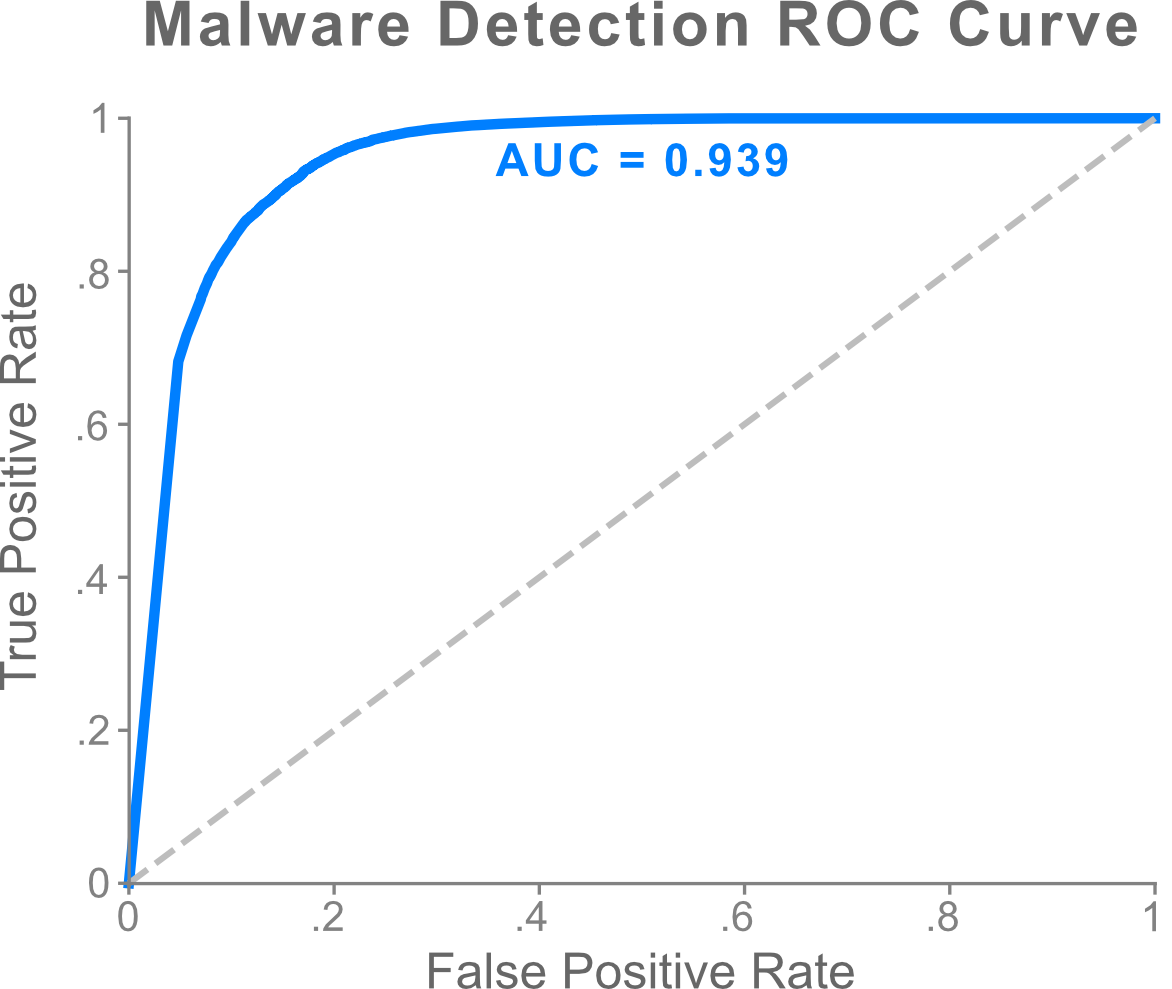 Malware Detection ROC Curve
1
AUC = 0.939
.8
.6
.4
.2
0
True Positive Rate
0 .2 .4 .6 .8 1
False Positive Rate